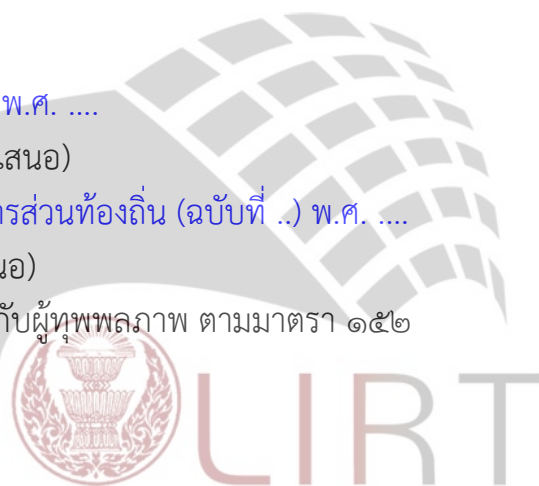 พ.ศ. ....
สนอ)
รส่วนท้องถิ่น (ฉบับที่ ..) พ.ศ. ....
นอ)
กับผู้ทุพพลภาพ ตามมาตรา ๑๕๒
LIRT